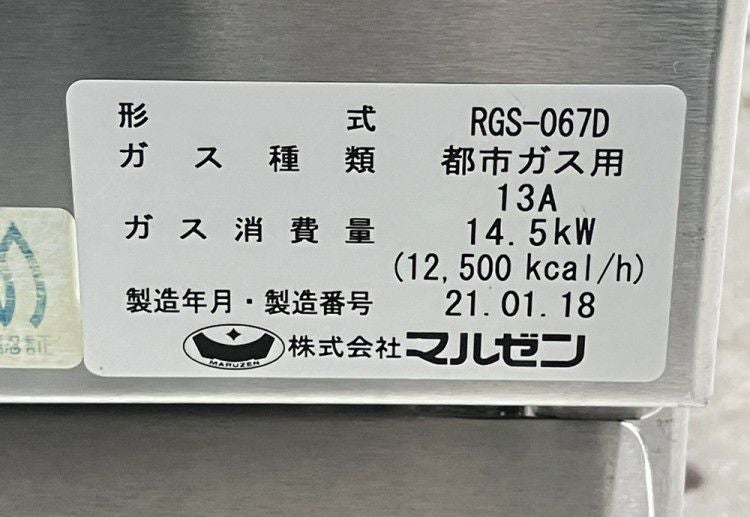 形式 RGS-067D
ガス種類 都市ガス用
13A
ガス消費量 14.5kW
(12,500 kcal/h)
製造年月・製造番号 21.01.18
MARUZEN 株式会社 マルゼン
認証